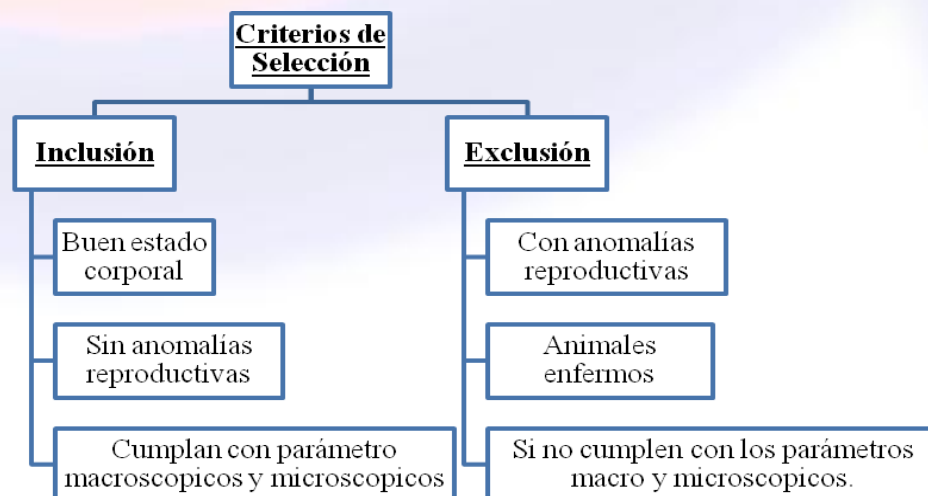 Criterios de
Selección
Inclusión
Buen estado
corporal
Sin anomalías
reproductivas
Cumplan con parámetro
macroscopicos y microscopicos
Exclusión
Con anomalías
reproductivas
Animales
enfermos
Si no cumplen con los parámetros
macro y microscopicos.